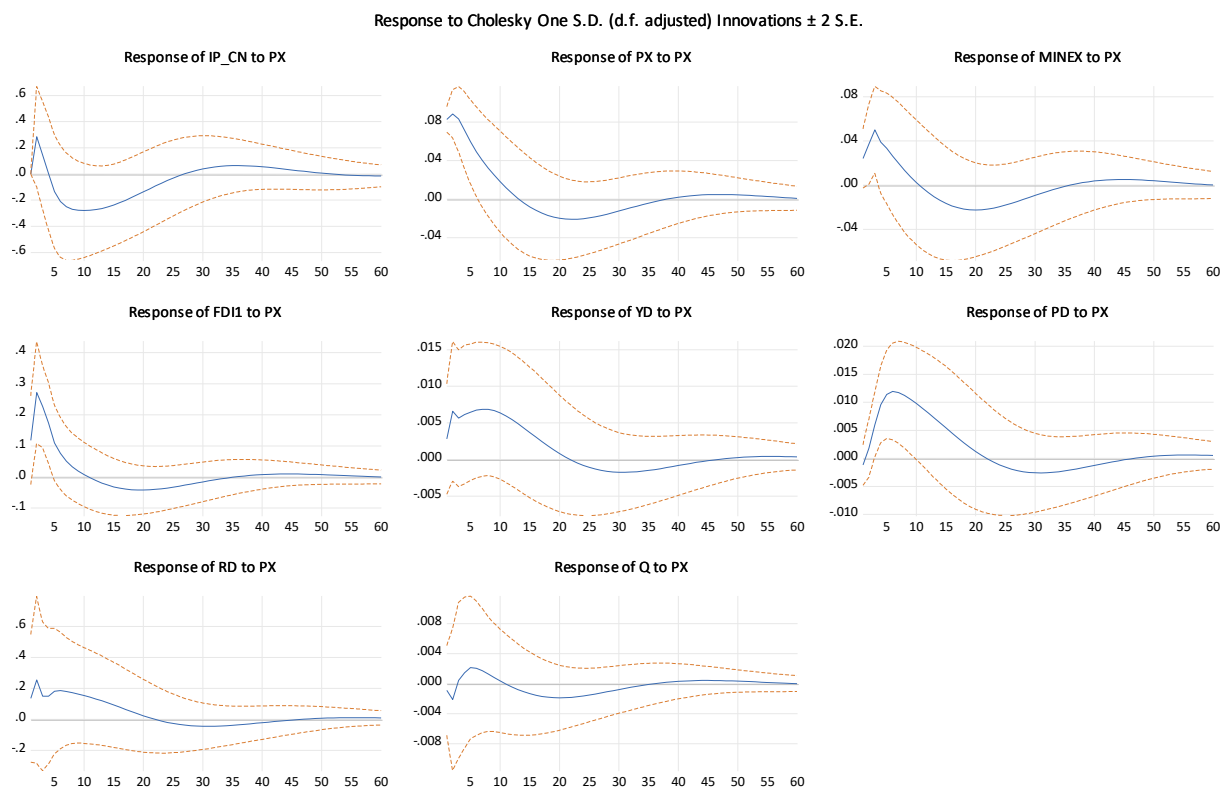 Response to Cholesky One S.D. (d.f. adjusted) Innovations ± 2 S.E.
Response of IP_CN to PX
.6
.4
.2
.0
-.2
-.4
-.6
5 10 15 20 25 30 35 40 45 50 55 60
Response of PX to PX
.08
.04
.00
-.04
5 10 15 20 25 30 35 40 45 50 55 60
Response of MINEX to PX
.08
.04
.00
-.04
5 10 15 20 25 30 35 40 45 50 55 60
Response of FDI1 to PX
.4
.3
.2
.1
.0
-.1
5 10 15 20 25 30 35 40 45 50 55 60
Response of YD to PX
.015
.010
.005
.000
-.005
5 10 15 20 25 30 35 40 45 50 55 60
Response of PD to PX
.020
.015
.010
.005
.000
-.005
-.010
5 10 15 20 25 30 35 40 45 50 55 60
Response of RD to PX
.6
.4
.2
.0
-.2
5 10 15 20 25 30 35 40 45 50 55 60
Response of Q to PX
.008
.004
.000
-.004
-.008
5 10 15 20 25 30 35 40 45 50 55 60